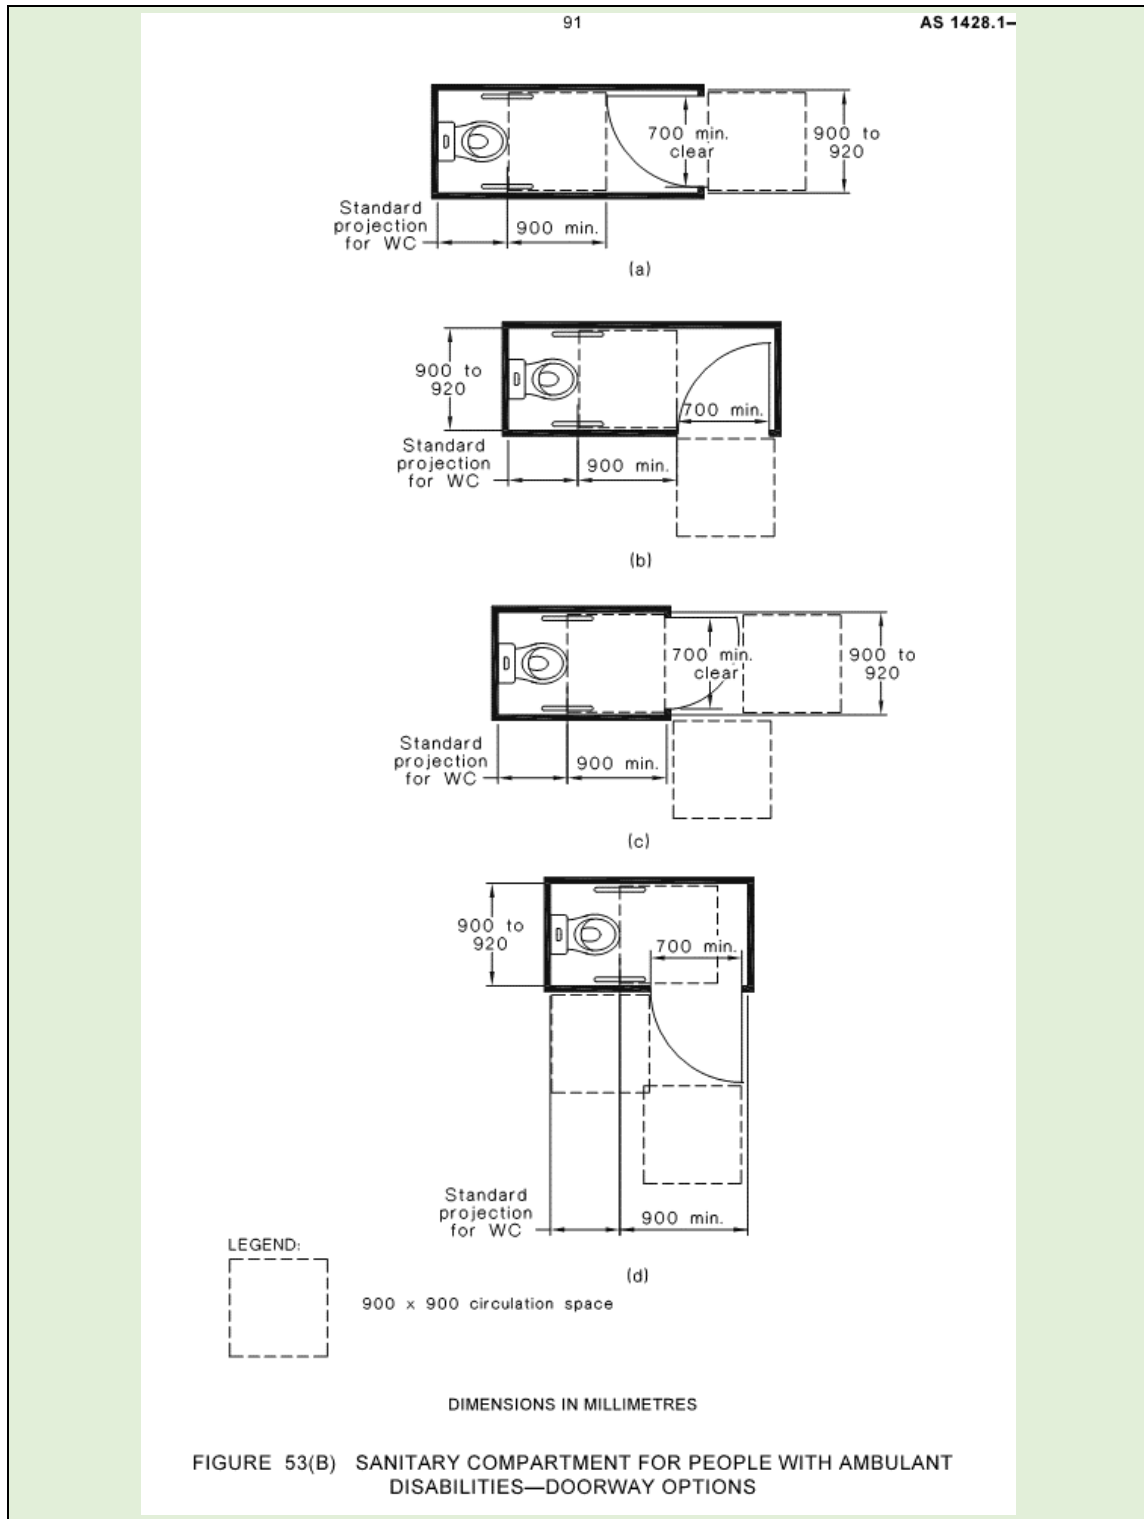 91
AS 1428.1–
700 min.
clear
900 to
920
Standard
projection
for WC
900 min.
(a)
900 to
920
700 min.
Standard
projection
for WC
900 min.
(b)
700 min.
clear
900 to
920
Standard
projection
for WC
900 min.
(c)
900 to
920
700 min.
Standard
projection
for WC
900 min.
(d)
LEGEND:
900 x 900 circulation space
DIMENSIONS IN MILLIMETRES
FIGURE 53(B) SANITARY COMPARTMENT FOR PEOPLE WITH AMBULANT
DISABILITIES—DOORWAY OPTIONS